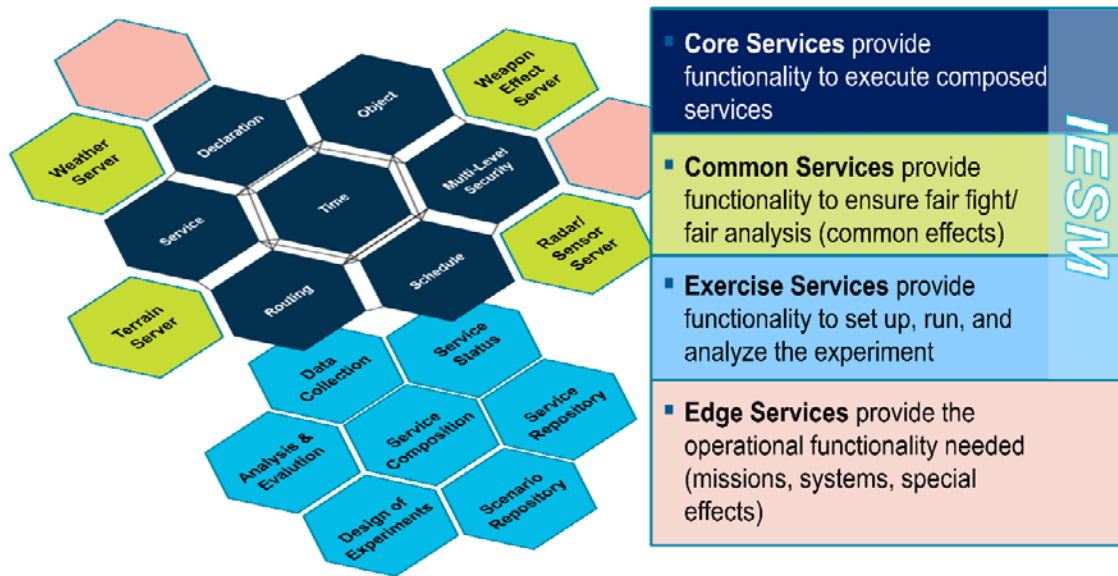 Weapon
Effect
Server
Object
Declaration
Weather
Server
Multi-Level
Security
Time
Service
Radar/
Sensor
Server
Schedule
Routing
Terrain
Server
Service
Status
Data
Collection
Service
Repository
Service
Composition
Analysis &
Evalution
Scenario
Repository
Design of
Experiments
▪ Core Services provide
functionality to execute composed
services
▪ Common Services provide
functionality to ensure fair fight/
fair analysis (common effects)
▪ Exercise Services provide
functionality to set up, run, and
analyze the experiment
▪ Edge Services provide the
operational functionality needed
(missions, systems, special
effects)
IESM